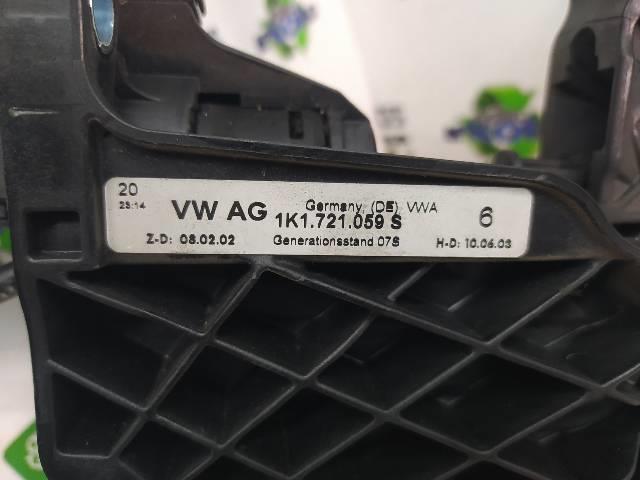 20
23:14
VW AG
Germany (DE) VWA
1K1.721.059 S
6
Z-D: 08.02.02
Generationsstand 07S
H-D: 10.06.03